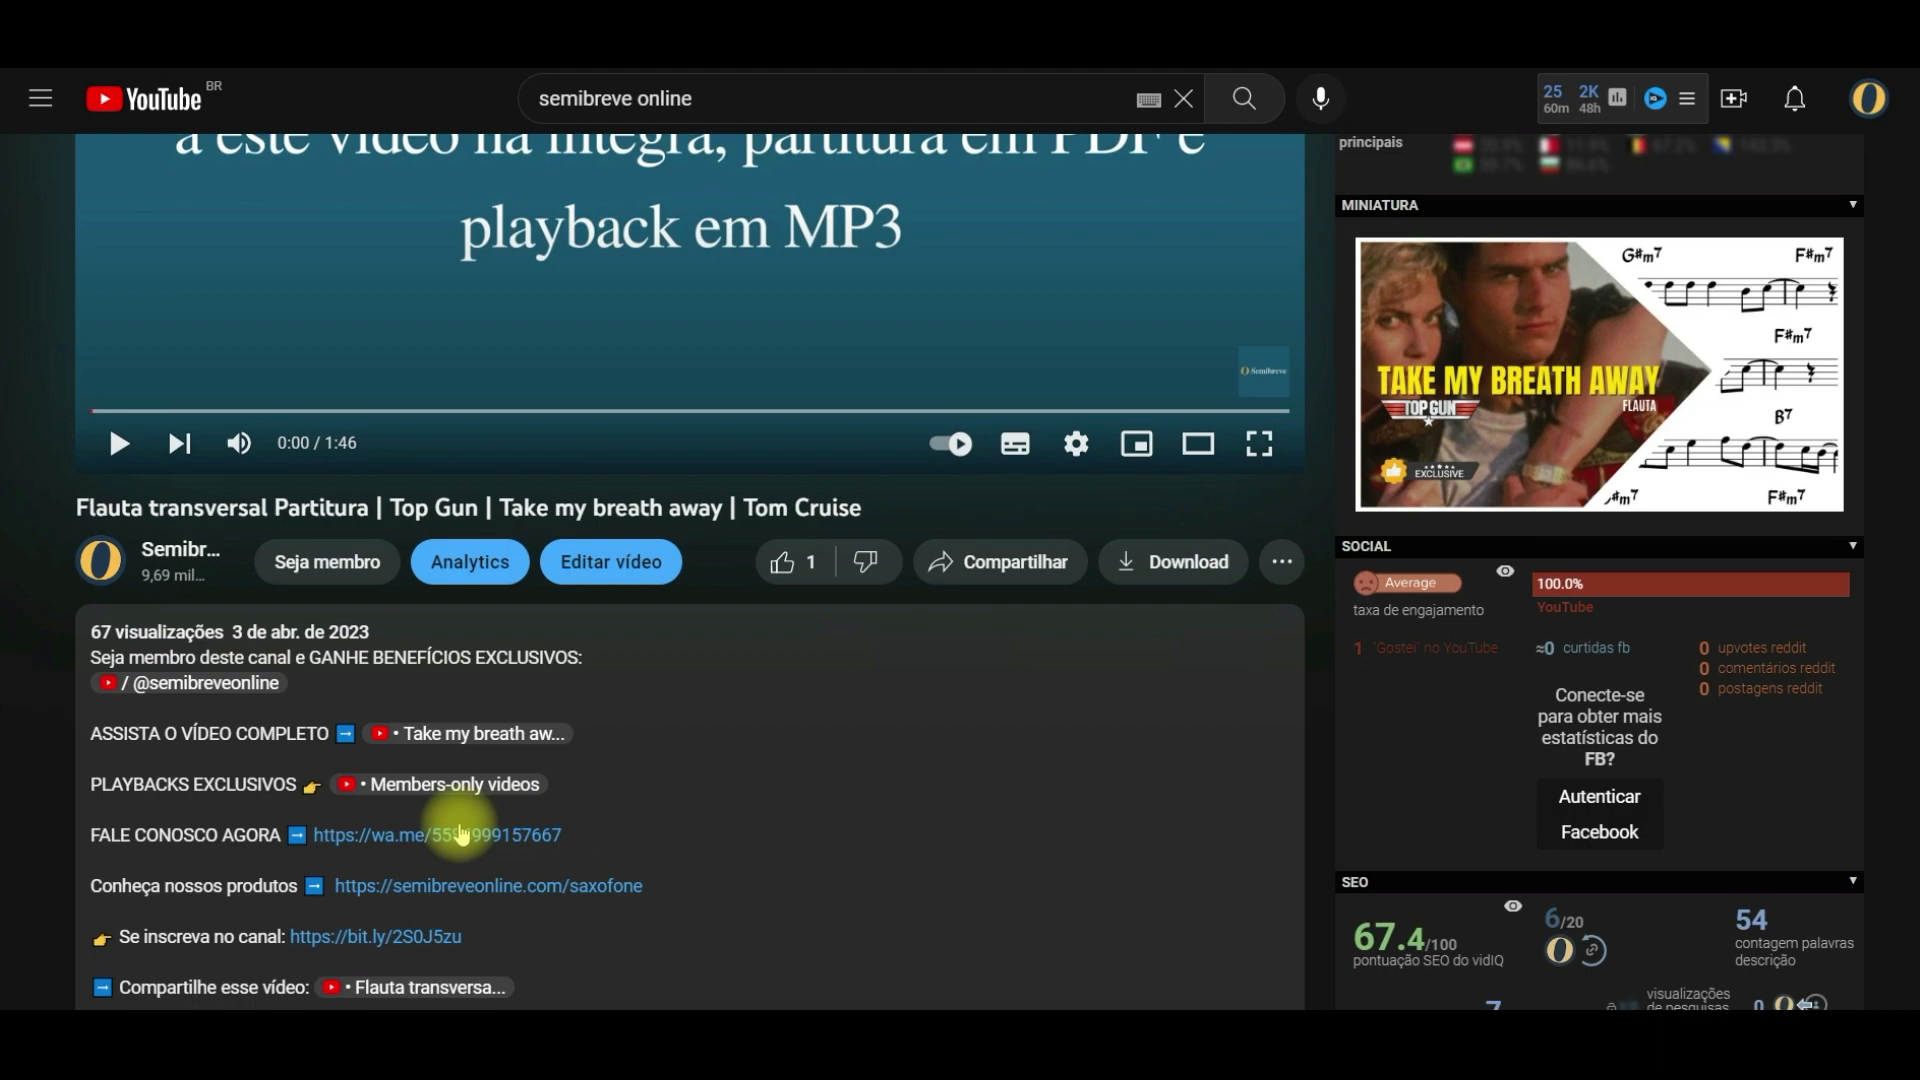 YouTube BR
semibreve online
25 2K
60m 48h
a este vídeo na íntegra, partitura em PDF e
playback em MP3
Semibreve
0:00 / 1:46
Flauta transversal Partitura | Top Gun | Take my breath away | Tom Cruise
Semibr...
9,69 mil...
Seja membro
Analytics
Editar vídeo
1
Compartilhar
Download
67 visualizações 3 de abr. de 2023
Seja membro deste canal e GANHE BENEFÍCIOS EXCLUSIVOS:
/ @semibreveonline
ASSISTA O VÍDEO COMPLETO ➡ • Take my breath aw...
PLAYBACKS EXCLUSIVOS 👉 • Members-only videos
FALE CONOSCO AGORA ➡
Conheça nossos produtos ➡ https://semibreveonline.com/saxofone
👉 Se inscreva no canal: https://bit.ly/2S0J5zu
➡ Compartilhe esse vídeo: • Flauta transversa...
principais
MINIATURA
G#m7 F#m7
F#m7
TAKE MY BREATH AWAY
TOP GUN
FLAUTA
B7
EXCLUSIVE
F#m7
SOCIAL
Average
100.0%
taxa de engajamento
YouTube
1 "Gostei" no YouTube
≈0 curtidas fb
0 upvotes reddit
0 comentários reddit
0 postagens reddit
Conecte-se
para obter mais
estatísticas do
FB?
Autenticar
Facebook
SEO
67.4/100
pontuação SEO do vidIQ
6/20
54
contagem palavras
descrição
visualizações
de pesquisas
0